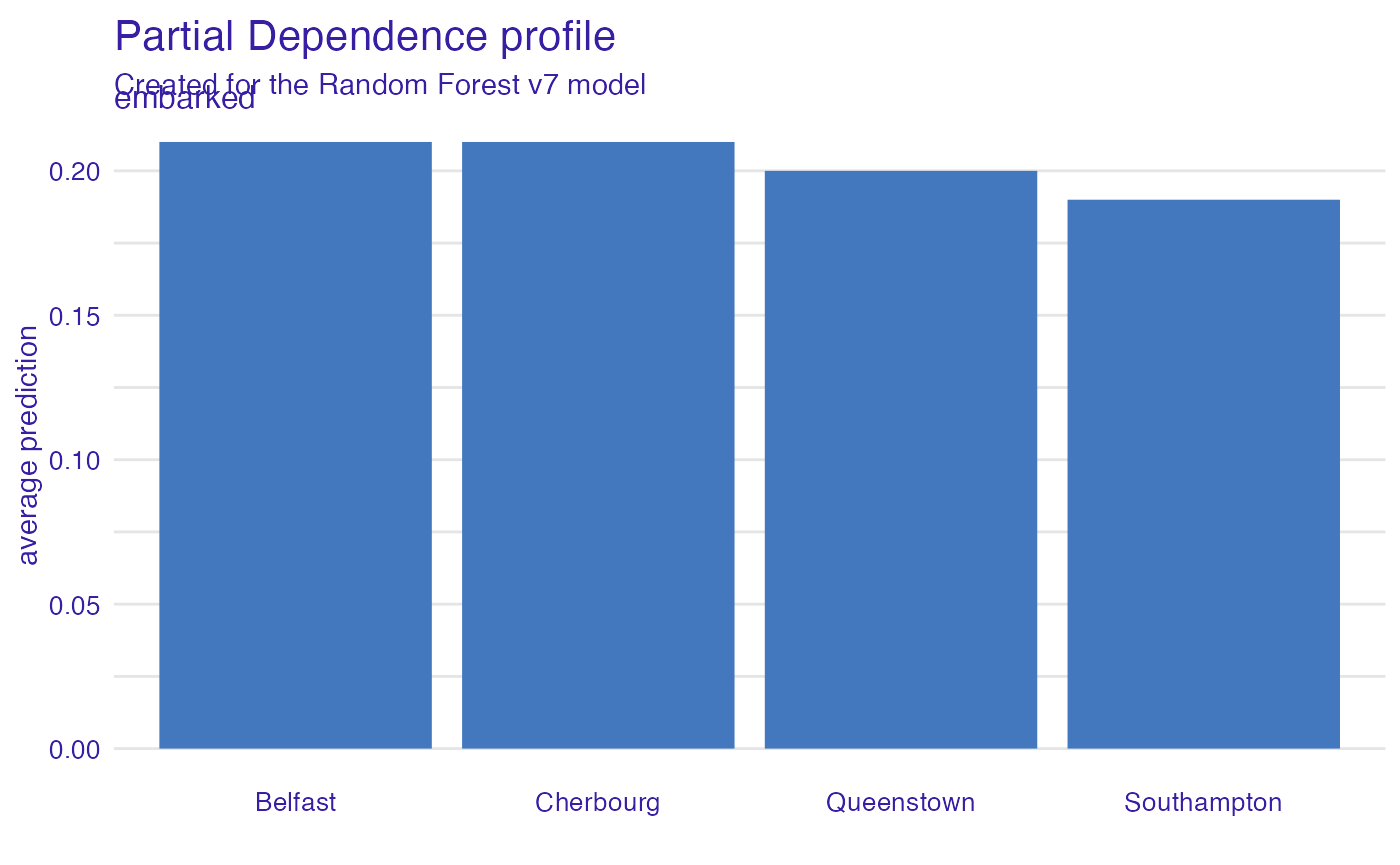 Partial Dependence profile
Created for the Random Forest v7 model
embarked
average prediction
0.20
0.15
0.10
0.05
0.00
Belfast Cherbourg Queenstown Southampton